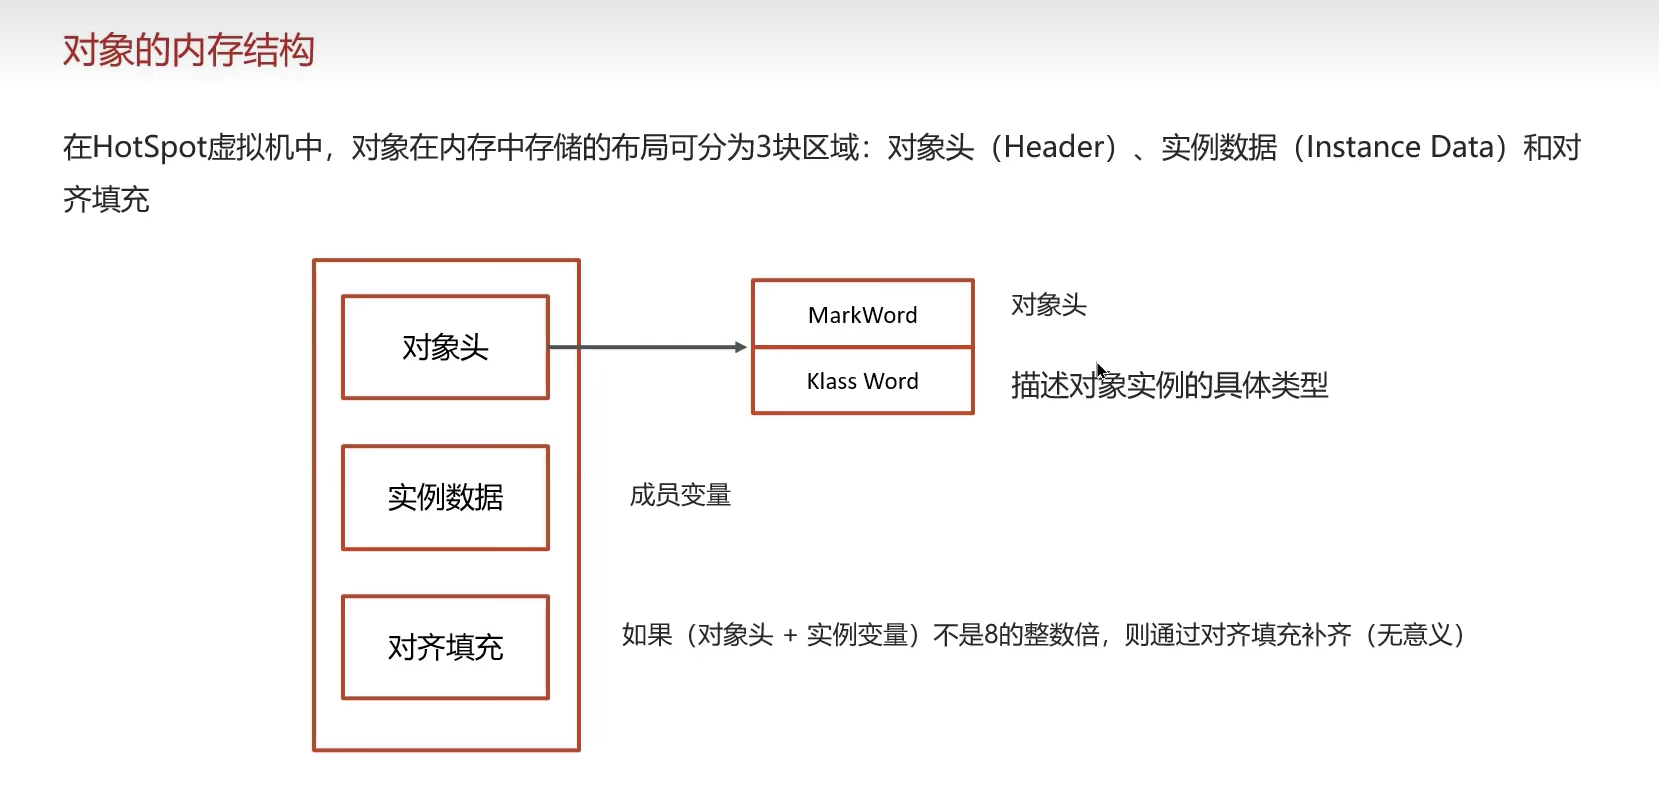 对象的内存结构
在HotSpot虚拟机中，对象在内存中存储的布局可分为3块区域：对象头（Header）、实例数据（Instance Data）和对
齐填充
对象头
MarkWord
对象头
Klass Word
描述对象实例的具体类型
实例数据
成员变量
对齐填充
如果（对象头 + 实例变量）不是8的整数倍，则通过对齐填充补齐（无意义）